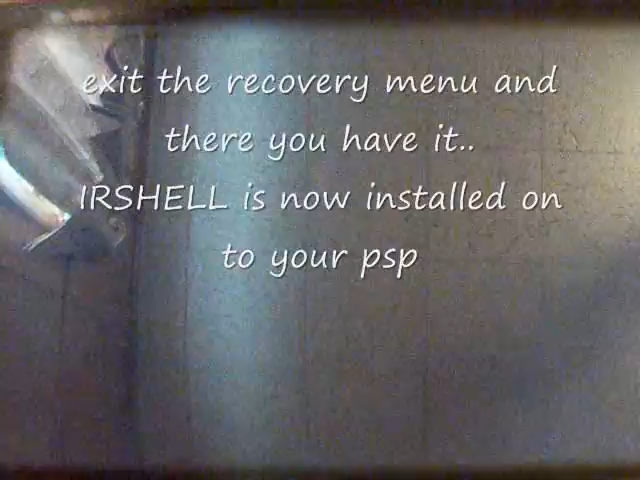 exit the recovery menu and
there you have it..
IRSHELL is now installed on
to your psp